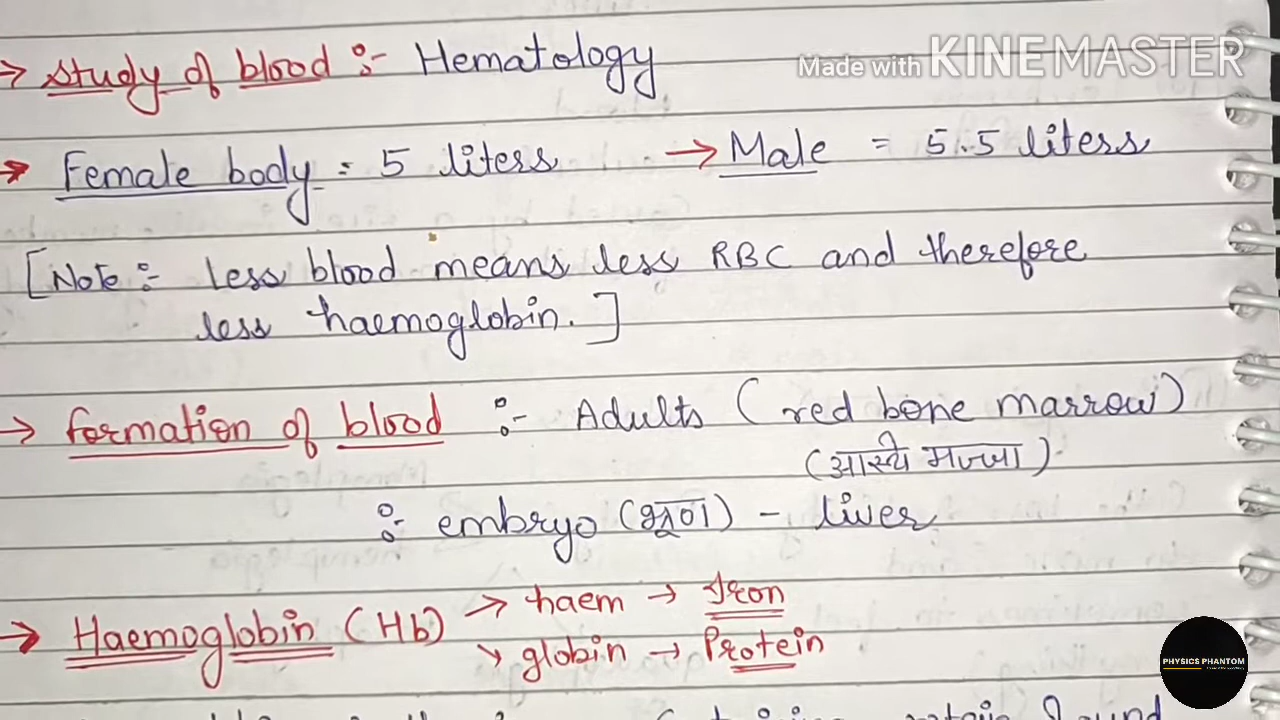 Made with KINEMASTER
→ Study of blood :- Hematology
→ Female body = 5 liters → Male = 5.5 liters
[Note :- Less blood means less RBC and therefore
less haemoglobin.]
→ formation of blood :- Adults (red bone marrow)
(आस्थि मज्जा)
:- embryo (भ्रूण) - liver
→ Haemoglobin (Hb) → haem → Iron
↘ globin → Protein
PHYSICS PHANTOM